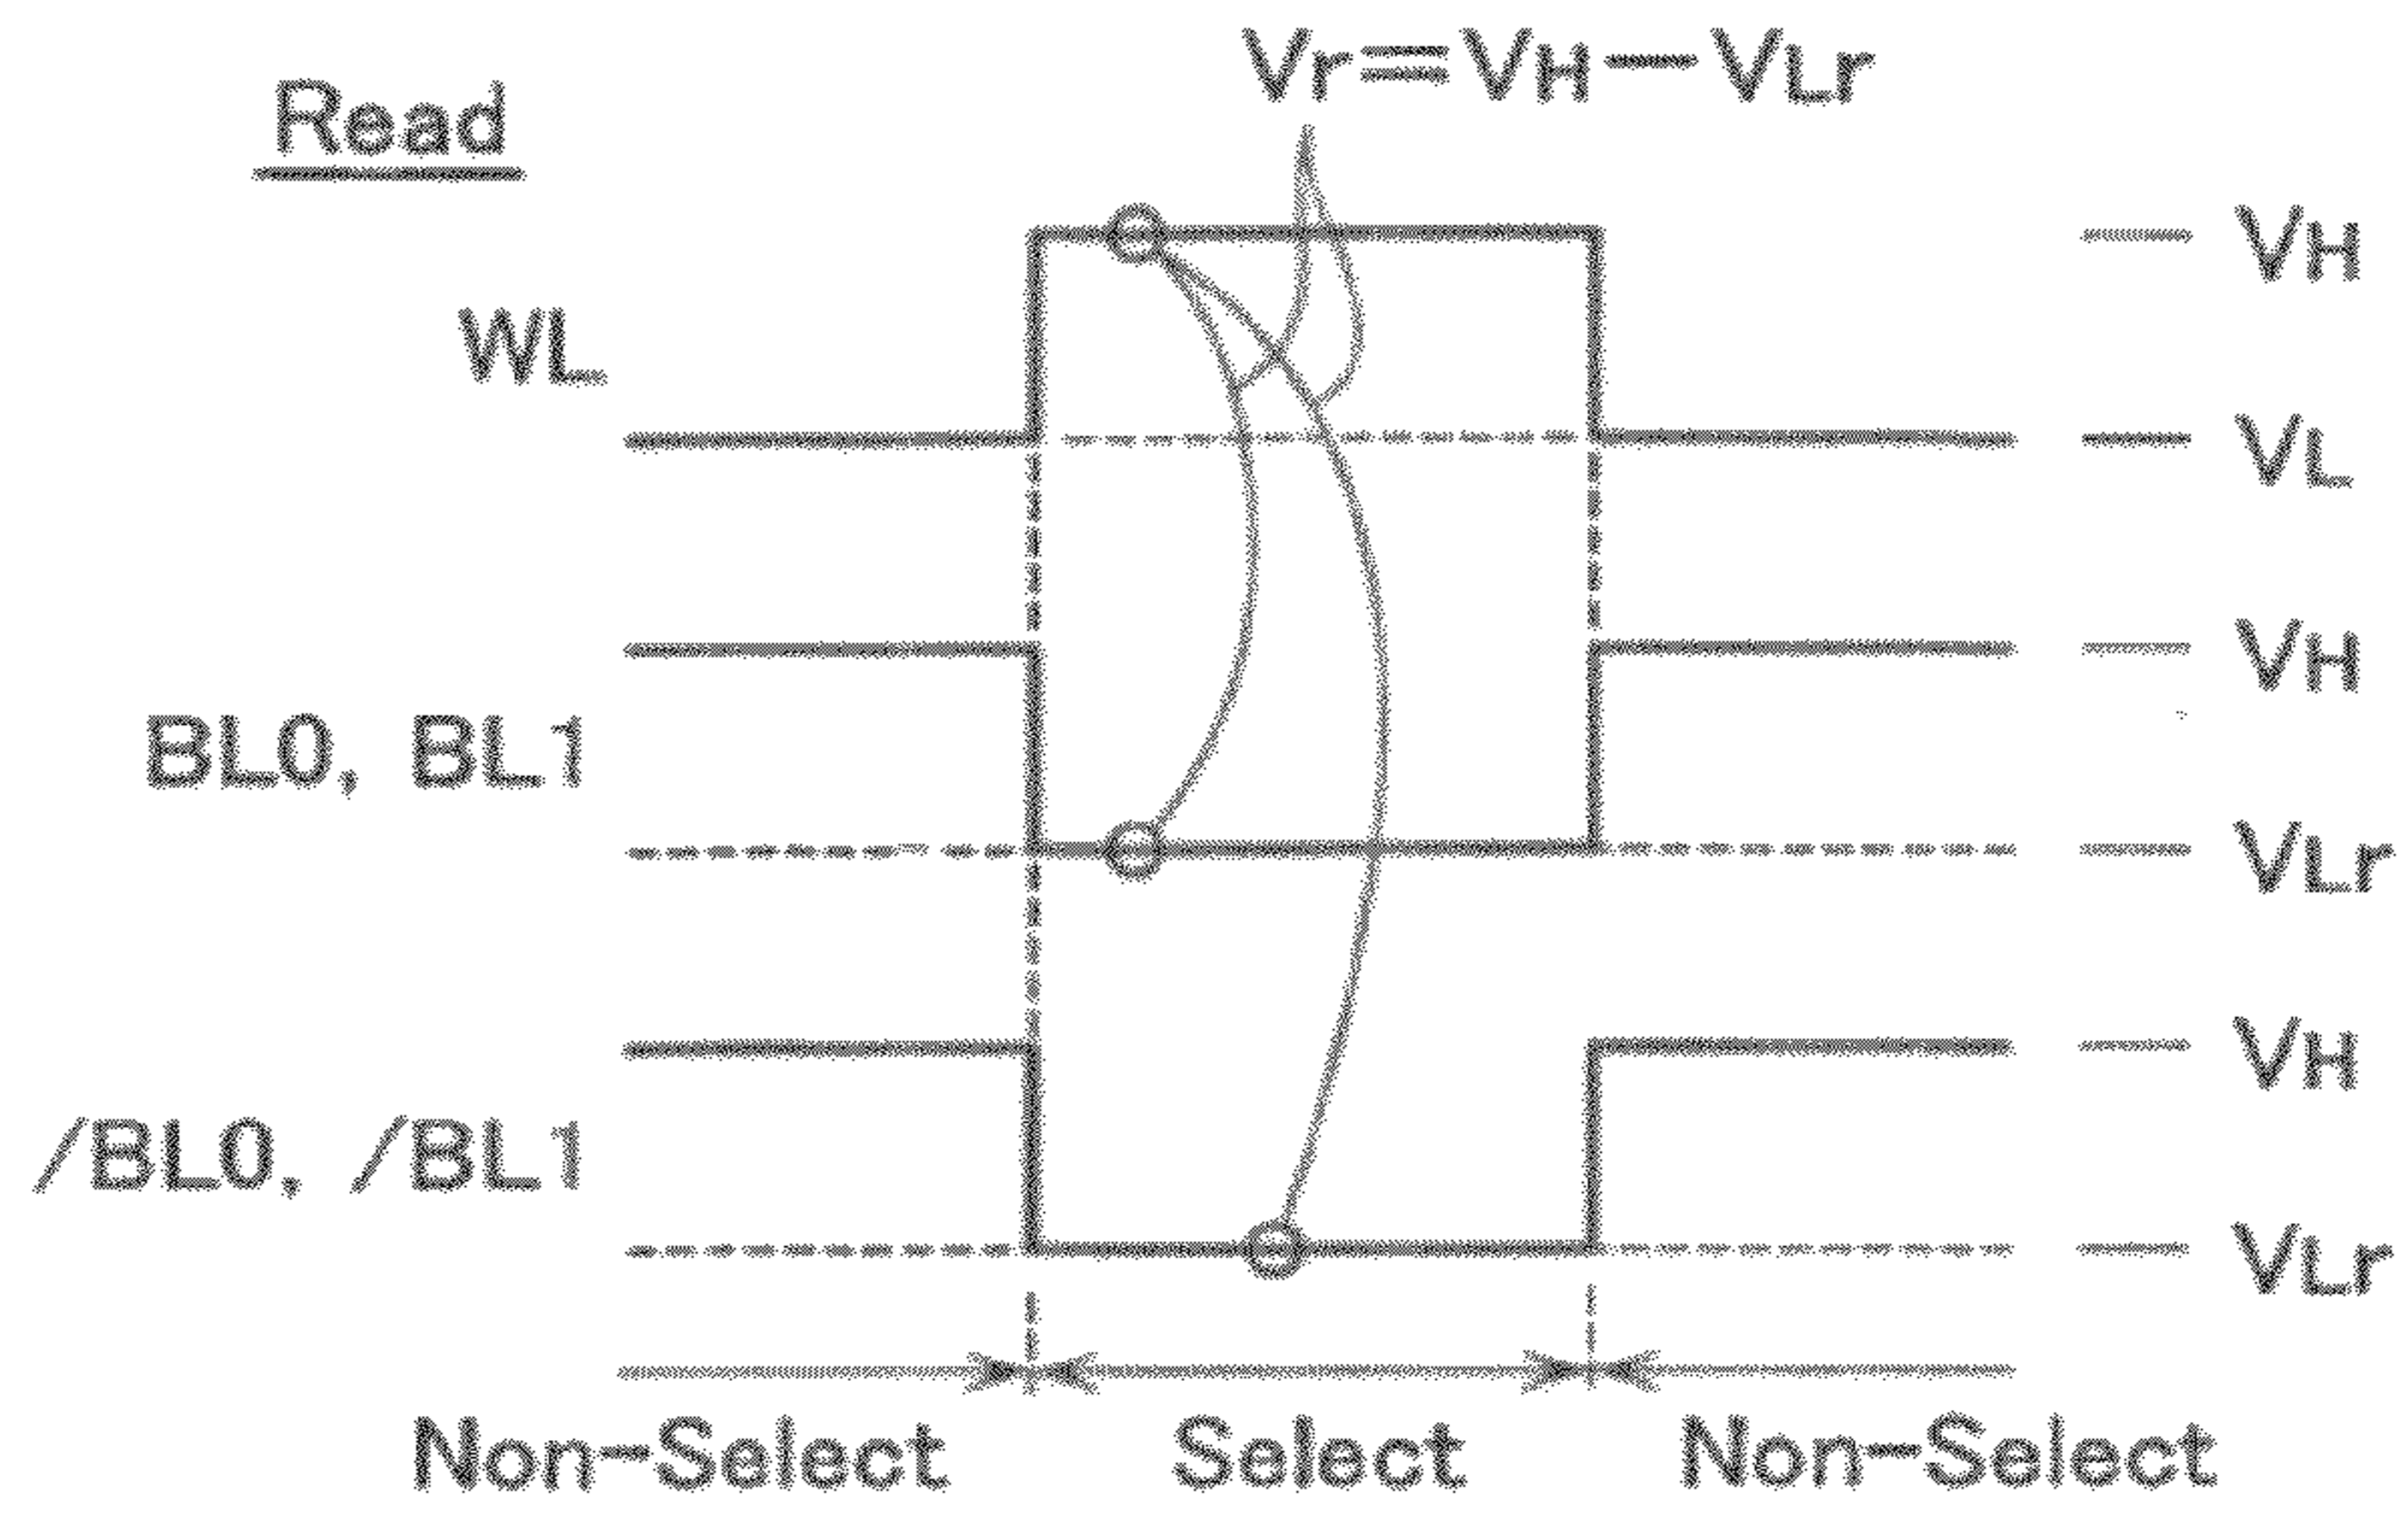 Vr=VH-VLr
Read
VH
WL
VL
VH
BL0, BL1
VLr
VH
/BL0, /BL1
VLr
Non-Select Select Non-Select